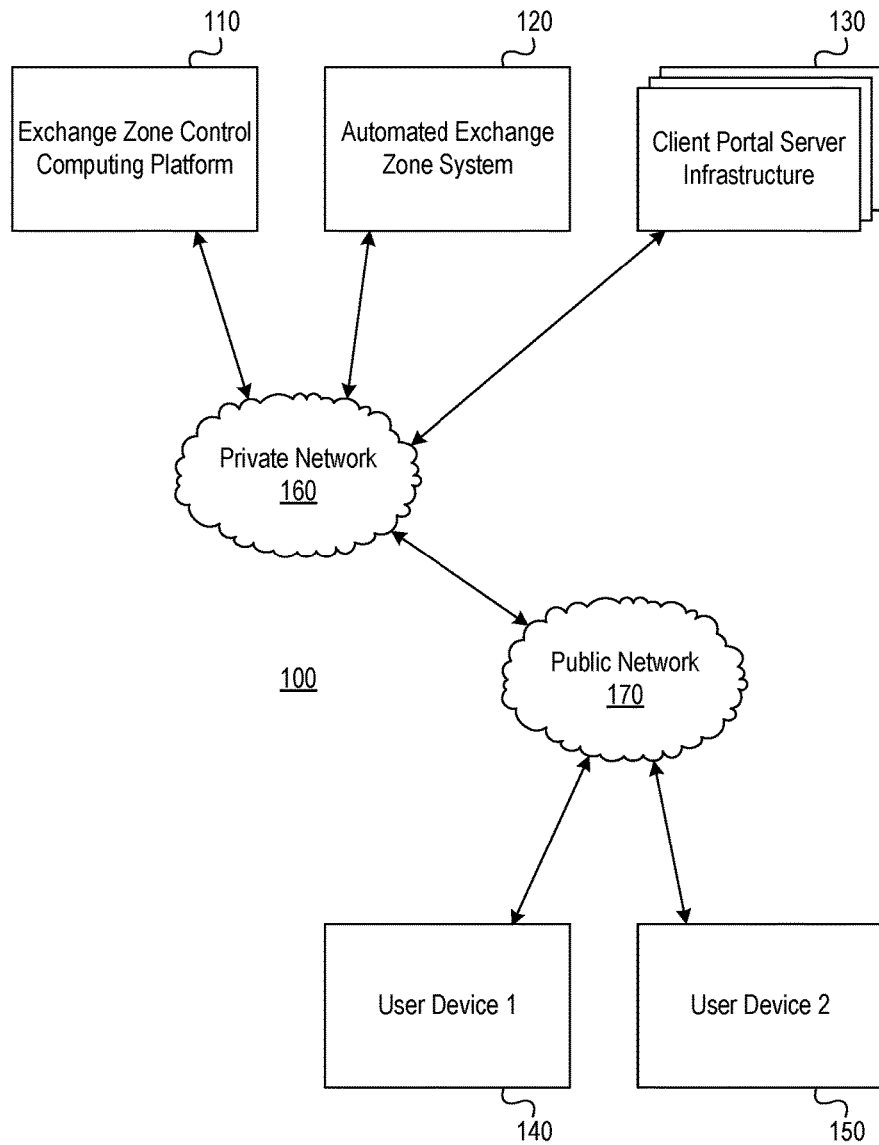 110
120
130
Exchange Zone Control
Computing Platform
Automated Exchange
Zone System
Client Portal Server
Infrastructure
Private Network
160
100
Public Network
170
User Device 1
User Device 2
140
150